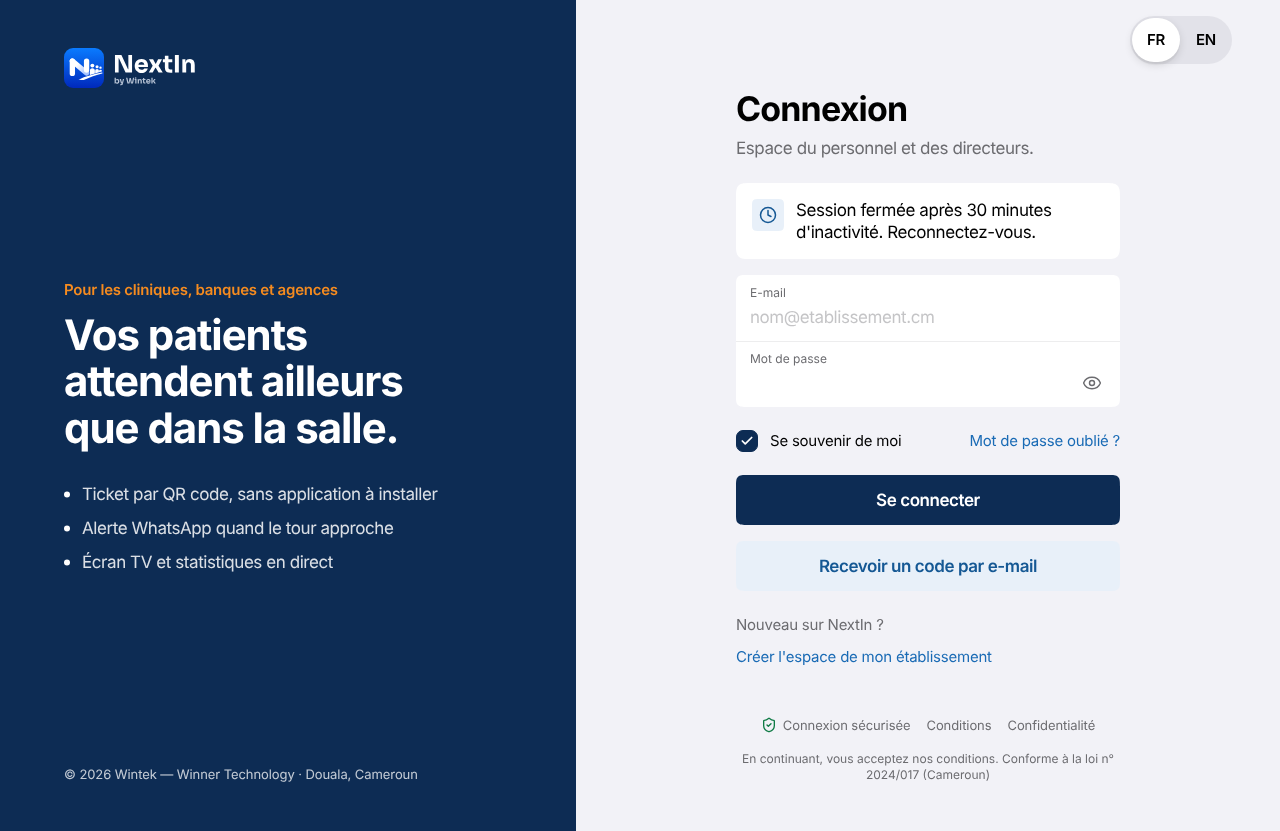 NextIn
by Wintek
Pour les cliniques, banques et agences
Vos patients
attendent ailleurs
que dans la salle.
Ticket par QR code, sans application à installer
Alerte WhatsApp quand le tour approche
Écran TV et statistiques en direct
© 2026 Wintek — Winner Technology · Douala, Cameroun
FR EN
Connexion
Espace du personnel et des directeurs.
Session fermée après 30 minutes
d'inactivité. Reconnectez-vous.
E-mail
nom@etablissement.cm
Mot de passe
Se souvenir de moi Mot de passe oublié ?
Se connecter
Recevoir un code par e-mail
Nouveau sur NextIn ?
Créer l'espace de mon établissement
Connexion sécurisée Conditions Confidentialité
En continuant, vous acceptez nos conditions. Conforme à la loi n°
2024/017 (Cameroun)